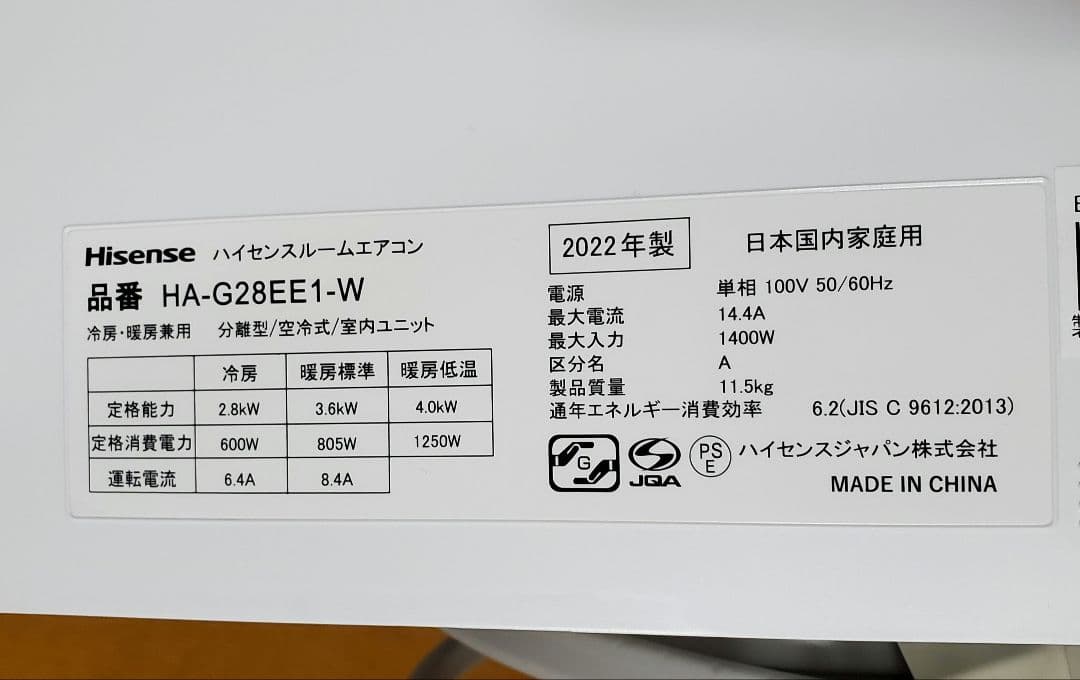 Hisense ハイセンスルームエアコン
品番 HA-G28EE1-W
冷房・暖房兼用 分離型/空冷式/室内ユニット
冷房 暖房標準 暖房低温
定格能力 2.8kW 3.6kW 4.0kW
定格消費電力 600W 805W 1250W
運転電流 6.4A 8.4A
2022年製 日本国内家庭用
電源 単相 100V 50/60Hz
最大電流 14.4A
最大入力 1400W
区分名 A
製品質量 11.5kg
通年エネルギー消費効率 6.2(JIS C 9612:2013)
G JQA PS E ハイセンスジャパン株式会社
MADE IN CHINA
製